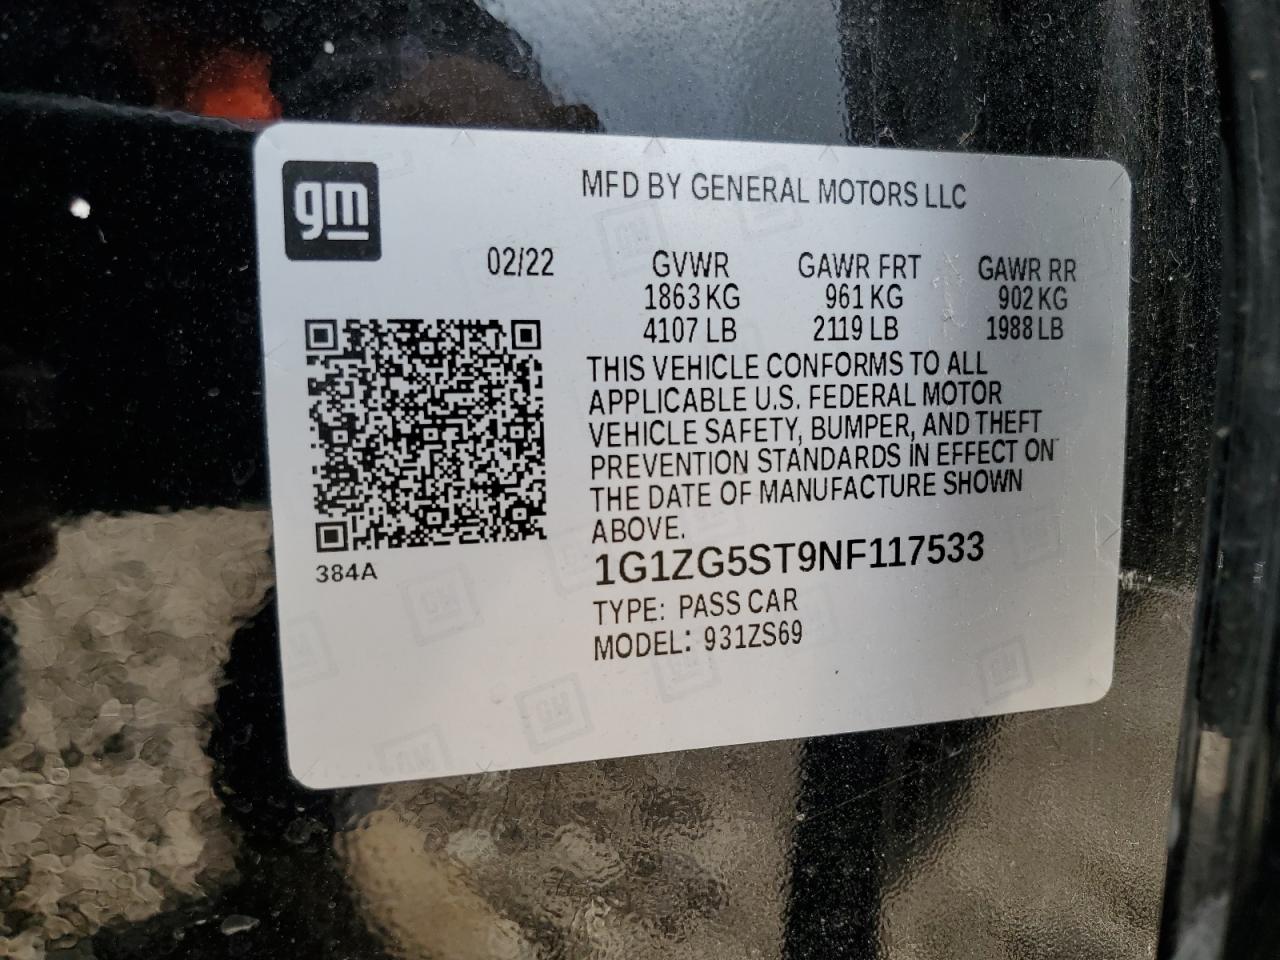 gm
MFD BY GENERAL MOTORS LLC
02/22 GVWR GAWR FRT GAWR RR
1863 KG 961 KG 902 KG
4107 LB 2119 LB 1988 LB
THIS VEHICLE CONFORMS TO ALL
APPLICABLE U.S. FEDERAL MOTOR
VEHICLE SAFETY, BUMPER, AND THEFT
PREVENTION STANDARDS IN EFFECT ON
THE DATE OF MANUFACTURE SHOWN
ABOVE.
1G1ZG5ST9NF117533
TYPE: PASS CAR
MODEL: 931ZS69
384A